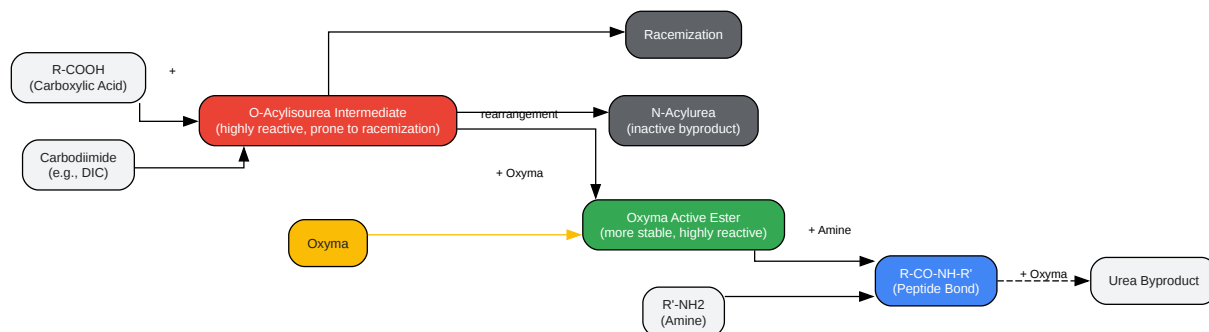 Racemization
R-COOH
(Carboxylic Acid)
+
O-Acylisourea Intermediate
(highly reactive, prone to racemization)
rearrangement
N-Acylurea
(inactive byproduct)
Carbodiimide
(e.g., DIC)
+ Oxyma
Oxyma Active Ester
(more stable, highly reactive)
Oxyma
+ Amine
R-CO-NH-R'
(Peptide Bond)
+ Oxyma
Urea Byproduct
R'-NH2
(Amine)